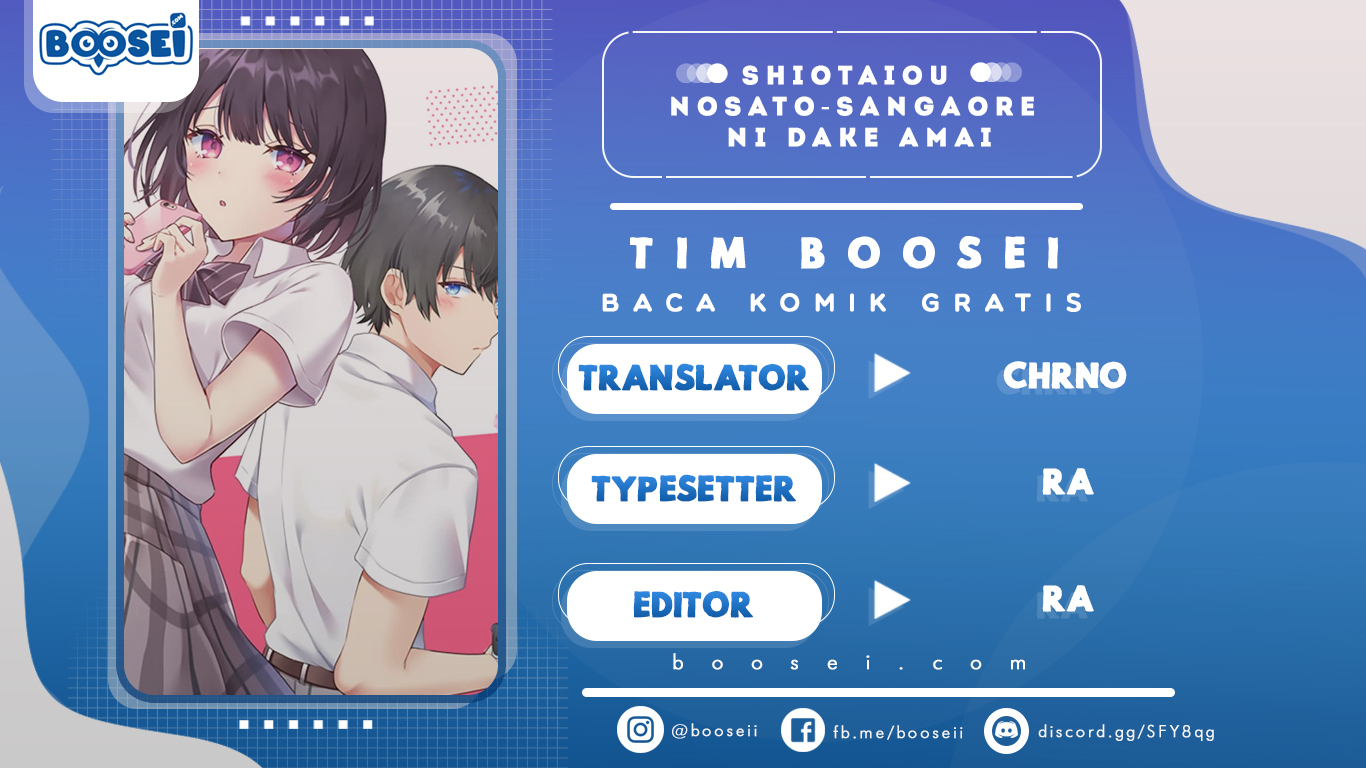 BOOSEI
.COM
SHIOTAIOU
NOSATO-SANGAORE
NI DAKE AMAI
TIM BOOSEI
BACA KOMIK GRATIS
TRANSLATOR CHRNO
TYPESETTER RA
EDITOR RA
boosei.com
@booseii fb.me/booseii discord.gg/SFY8qg